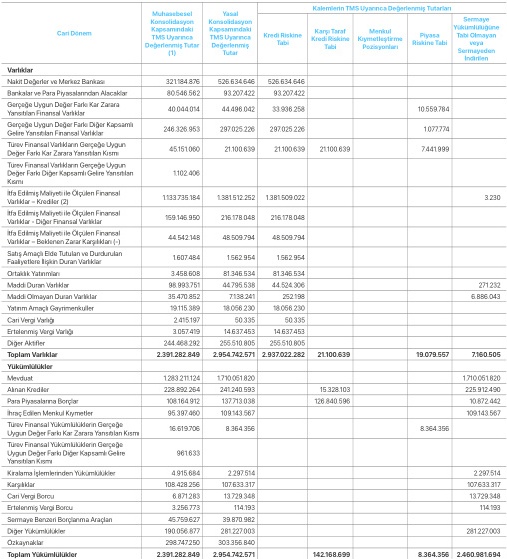 Kalemlerin TMS Uyarınca Değerlenmiş Tutarları
Cari Dönem
Muhasebesel Konsolidasyon Kapsamındaki TMS Uyarınca Değerlenmiş Tutar (1)
Yasal Konsolidasyon Kapsamındaki TMS Uyarınca Değerlenmiş Tutar
Kredi Riskine Tabi
Karşı Taraf Kredi Riskine Tabi
Menkul Kıymetleştirme Pozisyonları
Piyasa Riskine Tabi
Sermaye Yükümlülüğüne Tabi Olmayan veya Sermayeden İndirilen
Varlıklar
Nakit Değerler ve Merkez Bankası 321.184.876 526.634.646 526.634.646
Bankalar ve Para Piyasalarından Alacaklar 80.546.562 93.207.422 93.207.422
Gerçeğe Uygun Değer Farkı Kar Zarara
Yansıtılan Finansal Varlıklar 40.044.014 44.496.042 33.936.258 10.559.784
Gerçeğe Uygun Değer Farkı Diğer Kapsamlı
Gelire Yansıtılan Finansal Varlıklar 246.326.953 297.025.226 297.025.226 1.077.774
Türev Finansal Varlıkların Gerçeğe Uygun
Değer Farkı Kar Zarara Yansıtılan Kısmı 45.151.060 21.100.639 21.100.639 21.100.639 7.441.999
Türev Finansal Varlıkların Gerçeğe Uygun
Değer Farkı Diğer Kapsamlı Gelire Yansıtılan
Kısmı 1.102.406
İtfa Edilmiş Maliyeti ile Ölçülen Finansal
Varlıklar – Krediler (2) 1.133.735.184 1.381.512.252 1.381.509.022 3.230
İtfa Edilmiş Maliyeti ile Ölçülen Finansal
Varlıklar - Diğer Finansal Varlıklar 159.146.950 216.178.048 216.178.048
İtfa Edilmiş Maliyeti ile Ölçülen Finansal
Varlıklar – Beklenen Zarar Karşılıkları (-) 44.542.148 48.509.794 48.509.794
Satış Amaçlı Elde Tutulan ve Durdurulan
Faaliyetlere İlişkin Duran Varlıklar 1.607.484 1.562.954 1.562.954
Ortaklık Yatırımları 3.458.608 81.346.534 81.346.534
Maddi Duran Varlıklar 98.993.751 44.795.538 44.524.306 271.232
Maddi Olmayan Duran Varlıklar 35.470.852 7.138.241 252.198 6.886.043
Yatırım Amaçlı Gayrimenkuller 19.115.389 18.056.230 18.056.230
Cari Vergi Varlığı 2.415.197 50.335 50.335
Ertelenmiş Vergi Varlığı 3.057.419 14.637.453 14.637.453
Diğer Aktifler 244.468.292 255.510.805 255.510.805
Toplam Varlıklar 2.391.282.849 2.954.742.571 2.937.022.282 21.100.639 19.079.557 7.160.505
Yükümlülükler
Mevduat 1.283.211.124 1.710.051.820 1.710.051.820
Alınan Krediler 228.892.264 241.240.593 15.328.103 225.912.490
Para Piyasalarına Borçlar 108.164.912 137.713.038 126.840.596 10.872.442
İhraç Edilen Menkul Kıymetler 95.397.460 109.143.567 109.143.567
Türev Finansal Yükümlülüklerin Gerçeğe
Uygun Değer Farkı Kar Zarara Yansıtılan Kısmı 16.619.706 8.364.356 8.364.356
Türev Finansal Yükümlülüklerin Gerçeğe
Uygun Değer Farkı Diğer Kapsamlı Gelire
Yansıtılan Kısmı 961.633
Kiralama İşlemlerinden Yükümlülükler 4.915.684 2.297.514 2.297.514
Karşılıklar 108.428.256 107.633.317 107.633.317
Cari Vergi Borcu 6.871.283 13.729.348 13.729.348
Ertelenmiş Vergi Borcu 3.256.773 114.193 114.193
Sermaye Benzeri Borçlanma Araçları 45.759.627 39.870.982
Diğer Yükümlülükler 190.056.877 281.227.003 281.227.003
Özkaynaklar 298.747.250 303.356.840
Toplam Yükümlülükler 2.391.282.849 2.954.742.571 142.168.699 8.364.356 2.460.981.694